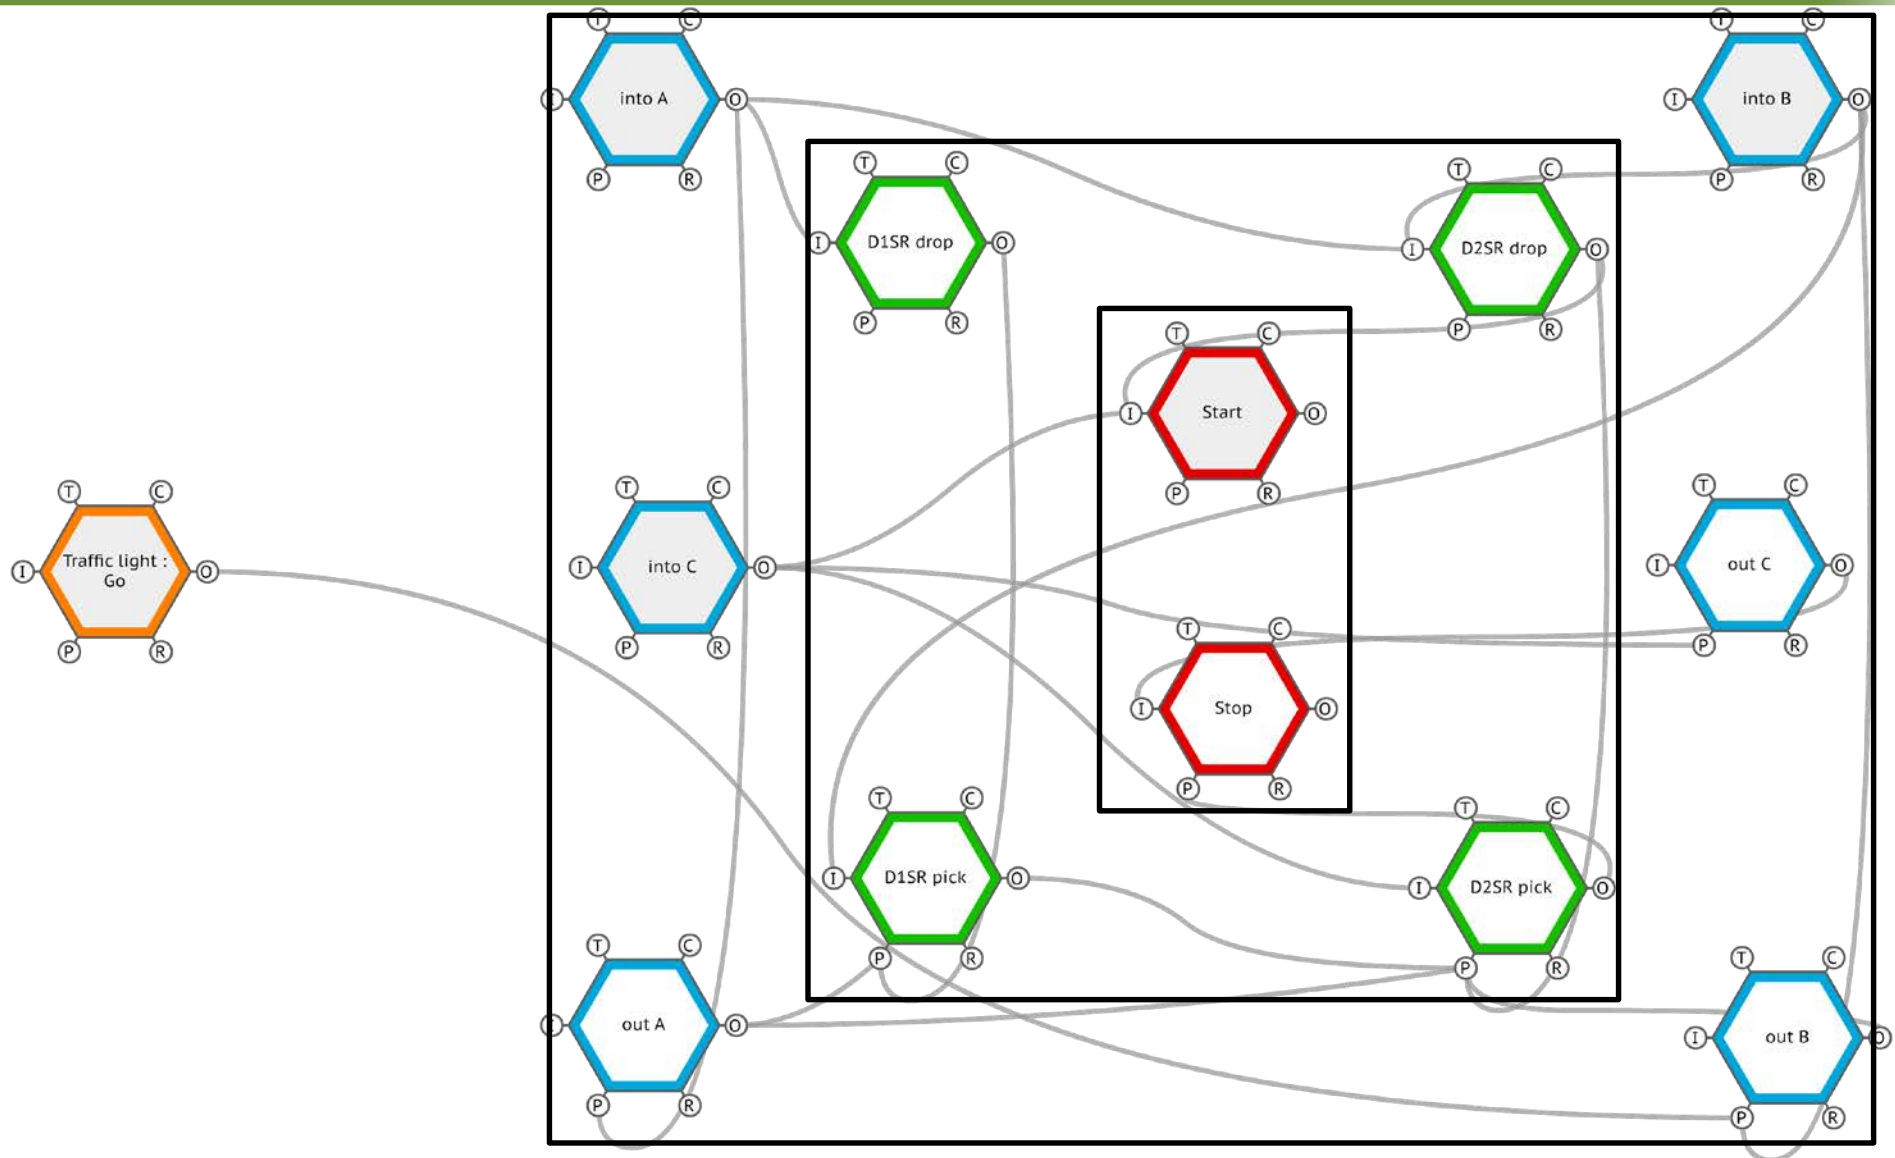 T C
I into A O
P R
T C
I into B O
P R
T C
I D1SR drop O
P R
T C
I D2SR drop O
P R
T C
I Start O
P R
T C
I Traffic light :
Go O
P R
T C
I into C O
P R
T C
I out C O
P R
T C
I Stop O
P R
T C
I D1SR pick O
P R
T C
I D2SR pick O
P R
T C
I out A O
P R
T C
I out B O
P R